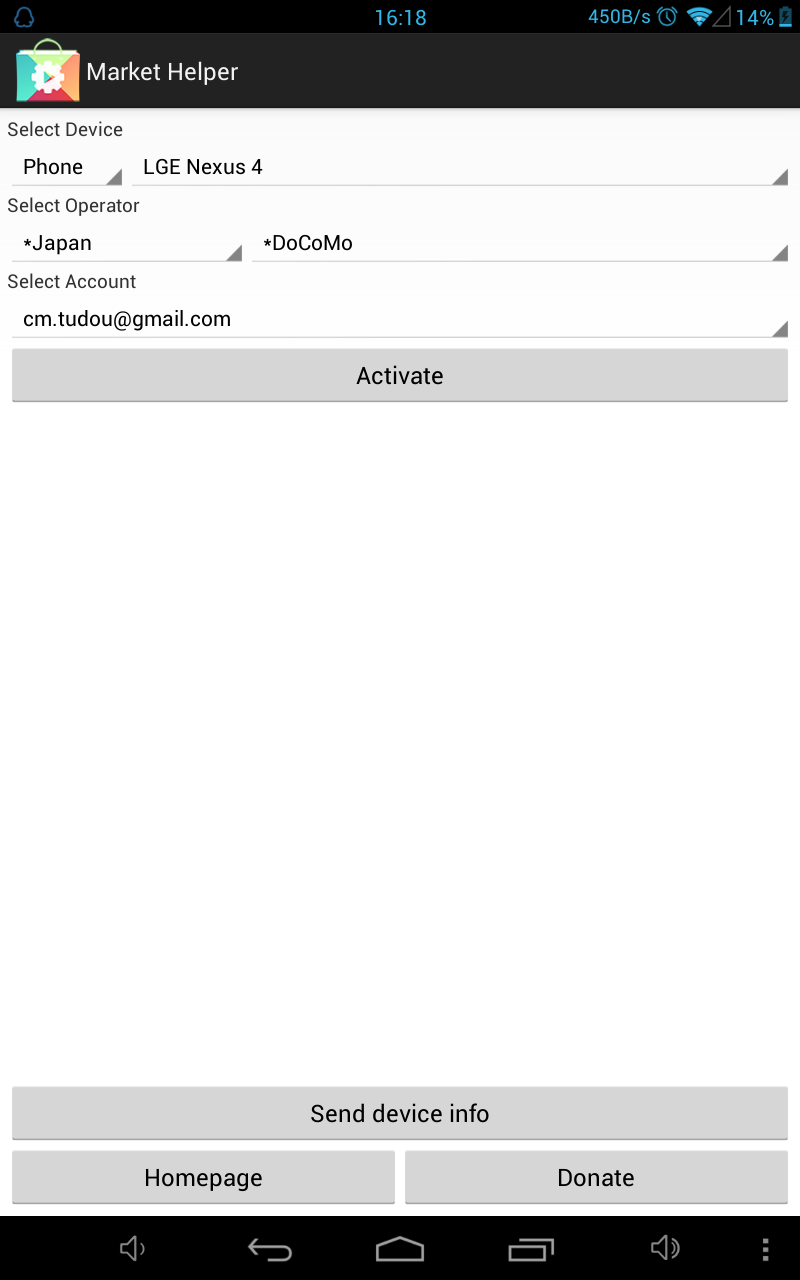 16:18 450B/s 14%
Market Helper
Select Device
Phone LGE Nexus 4
Select Operator
*Japan *DoCoMo
Select Account
cm.tudou@gmail.com
Activate
Send device info
Homepage Donate